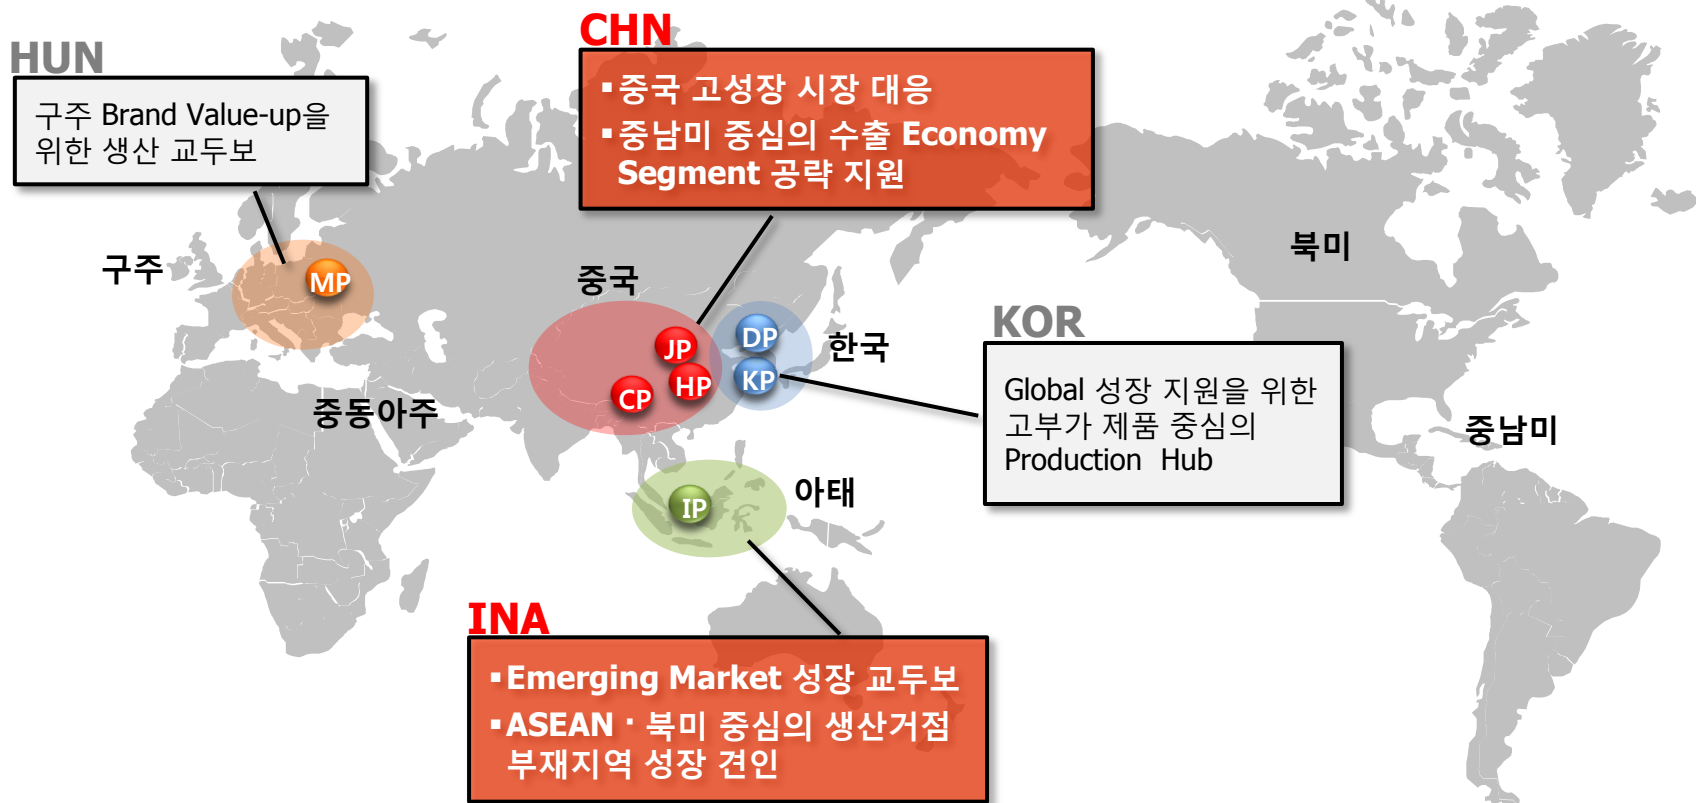 HUN
구주 Brand Value-up을
위한 생산 교두보
CHN
▪중국 고성장 시장 대응
▪중남미 중심의 수출 Economy
Segment 공략 지원
구주
MP
중국
JP
HP
CP
DP
KP
한국
북미
KOR
Global 성장 지원을 위한
고부가 제품 중심의
Production Hub
중동아주
중남미
IP
아태
INA
▪Emerging Market 성장 교두보
▪ASEAN · 북미 중심의 생산거점
부재지역 성장 견인